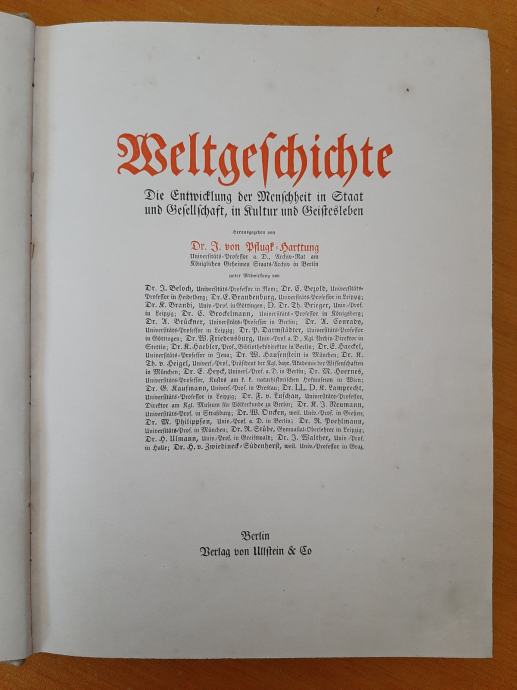 Weltgeschichte
Die Entwicklung der Menschheit in Staat
und Gesellschaft, in Kultur und Geistesleben
Herausgegeben von
Dr. J. von Pflugk-Harttung
Universitäts-Professor a. D., Archiv-Rat am
Königlichen Geheimen Staats-Archiv in Berlin
unter Mitwirkung von
Dr. J. Beloch, Universitäts-Professor in Rom; Dr. C. Bezold, Universitäts-
Professor in Heidelberg; Dr. E. Brandenburg, Universitäts-Professor in Leipzig;
Dr. K. Brandi, Univ.-Prof. in Göttingen; D. Dr. Th. Brieger, Univ.-Prof.
in Leipzig; Dr. C. Brockelmann, Universitäts-Professor in Königsberg;
Dr. A. Brückner, Universitäts-Professor in Berlin; Dr. A. Conrady,
Universitäts-Professor in Leipzig; Dr. P. Darmstädter, Universitäts-Professor
in Göttingen; Dr. W. Friedensburg, Univ.-Prof. a. D., Kgl. Archiv-Direktor in
Stettin; Dr. K. Haebler, Prof., Bibliotheksdirektor in Berlin; Dr. E. Haeckel,
Universitäts-Professor in Jena; Dr. W. Hausenstein in München; Dr. K.
Th. v. Heigel, Univ.-Prof., Präsident der Kgl. bayr. Akademie der Wissenschaften
in München; Dr. E. Heyck, Univ.-Prof. a. D. in Berlin; Dr. M. Hoernes,
Universitäts-Professor, Kustos am k. k. naturhistorischen Hofmuseum in Wien;
Dr. G. Kaufmann, Univers.-Prof. in Breslau; Dr. LL. D. K. Lamprecht,
Universitäts-Professor in Leipzig; Dr. F. v. Luschan, Universitäts-Professor,
Direktor am Kgl. Museum für Völkerkunde zu Berlin; Dr. K. J. Neumann,
Universitäts-Prof. in Straßburg; Dr. W. Oncken, weil. Univ.-Prof. in Gießen,
Dr. M. Philippson, Univ.-Prof. a. D. in Berlin; Dr. R. Poehlmann,
Universitäts-Prof. in München; Dr. R. Stübe, Gymnasial-Oberlehrer in Leipzig;
Dr. H. Ulmann, Univ.-Prof. in Greifswald; Dr. J. Walther, Univ.-Prof.
in Halle; Dr. H. v. Zwiedineck-Südenhorst, weil. Univ.-Professor in Graz.
Berlin
Verlag von Ullstein & Co